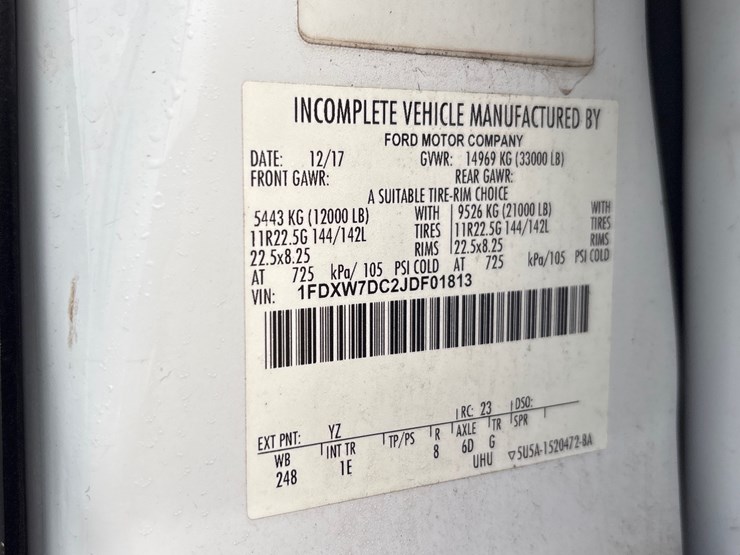 INCOMPLETE VEHICLE MANUFACTURED BY
FORD MOTOR COMPANY
DATE: 12/17 GVWR: 14969 KG (33000 LB)
FRONT GAWR: REAR GAWR:
A SUITABLE TIRE-RIM CHOICE
5443 KG (12000 LB) WITH 9526 KG (21000 LB) WITH
11R22.5G 144/142L TIRES 11R22.5G 144/142L TIRES
22.5x8.25 RIMS 22.5x8.25 RIMS
AT 725 kPa/ 105 PSI COLD AT 725 kPa/105 PSI COLD
VIN: 1FDXW7DC2JDF01813
EXT PNT: YZ RC: 23 DSO:
WB INT TR TP/PS R AXLE TR SPR
248 1E 8 6D G
UHU ▽5U5A-1520472-BA